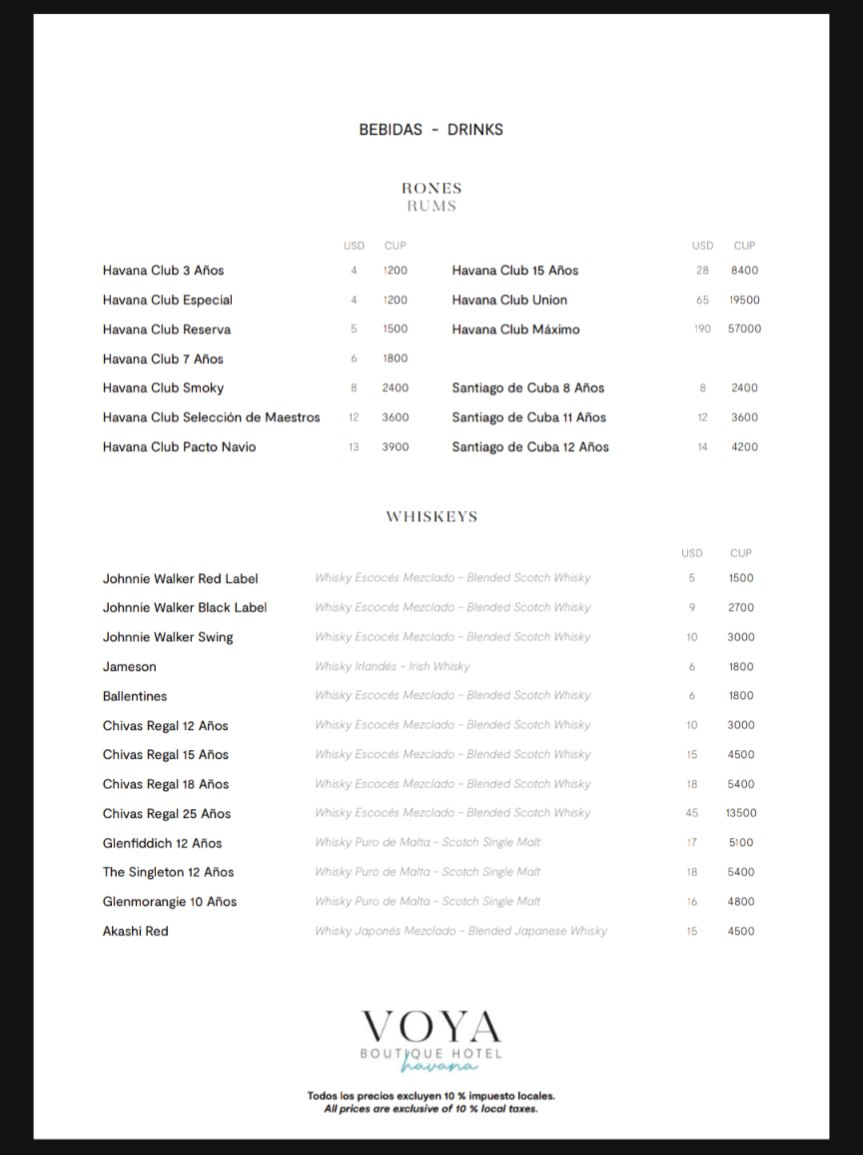 BEBIDAS - DRINKS
RONES
RUMS
USD CUP
Havana Club 3 Años 4 1200
Havana Club Especial 4 1200
Havana Club Reserva 5 1500
Havana Club 7 Años 6 1800
Havana Club Smoky 8 2400
Havana Club Selección de Maestros 12 3600
Havana Club Pacto Navio 13 3900
USD CUP
Havana Club 15 Años 28 8400
Havana Club Union 65 19500
Havana Club Máximo 190 57000
Santiago de Cuba 8 Años 8 2400
Santiago de Cuba 11 Años 12 3600
Santiago de Cuba 12 Años 14 4200
WHISKEYS
USD CUP
Johnnie Walker Red Label Whisky Escocés Mezclado - Blended Scotch Whisky 5 1500
Johnnie Walker Black Label Whisky Escocés Mezclado - Blended Scotch Whisky 9 2700
Johnnie Walker Swing Whisky Escocés Mezclado - Blended Scotch Whisky 10 3000
Jameson Whisky Irlandés - Irish Whisky 6 1800
Ballentines Whisky Escocés Mezclado - Blended Scotch Whisky 6 1800
Chivas Regal 12 Años Whisky Escocés Mezclado - Blended Scotch Whisky 10 3000
Chivas Regal 15 Años Whisky Escocés Mezclado - Blended Scotch Whisky 15 4500
Chivas Regal 18 Años Whisky Escocés Mezclado - Blended Scotch Whisky 18 5400
Chivas Regal 25 Años Whisky Escocés Mezclado - Blended Scotch Whisky 45 13500
Glenfiddich 12 Años Whisky Puro de Malta - Scotch Single Malt 17 5100
The Singleton 12 Años Whisky Puro de Malta - Scotch Single Malt 18 5400
Glenmorangie 10 Años Whisky Puro de Malta - Scotch Single Malt 16 4800
Akashi Red Whisky Japonés Mezclado - Blended Japanese Whisky 15 4500
VOYA
BOUTIQUE HOTEL
havana
Todos los precios excluyen 10 % impuesto locales.
All prices are exclusive of 10 % local taxes.